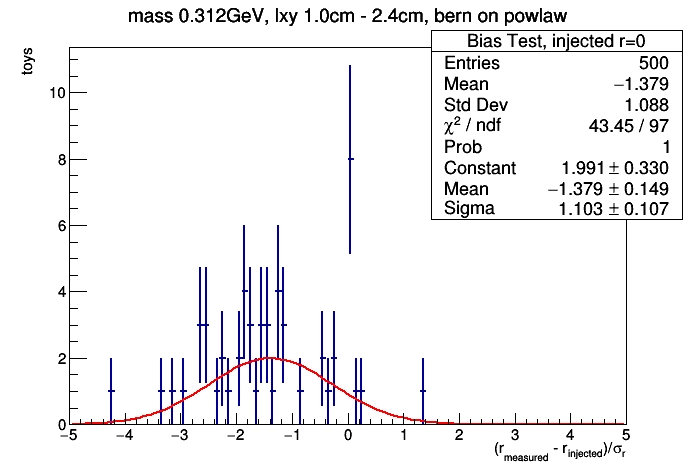 mass 0.312GeV, lxy 1.0cm - 2.4cm, bern on powlaw
Bias Test, injected r=0
Entries 500
Mean −1.379
Std Dev 1.088
χ² / ndf 43.45 / 97
Prob 1
Constant 1.991 ± 0.330
Mean −1.379 ± 0.149
Sigma 1.103 ± 0.107
toys
10
8
6
4
2
0
−5 −4 −3 −2 −1 0 1 2 3 4 5
(r_measured - r_injected)/σ_r